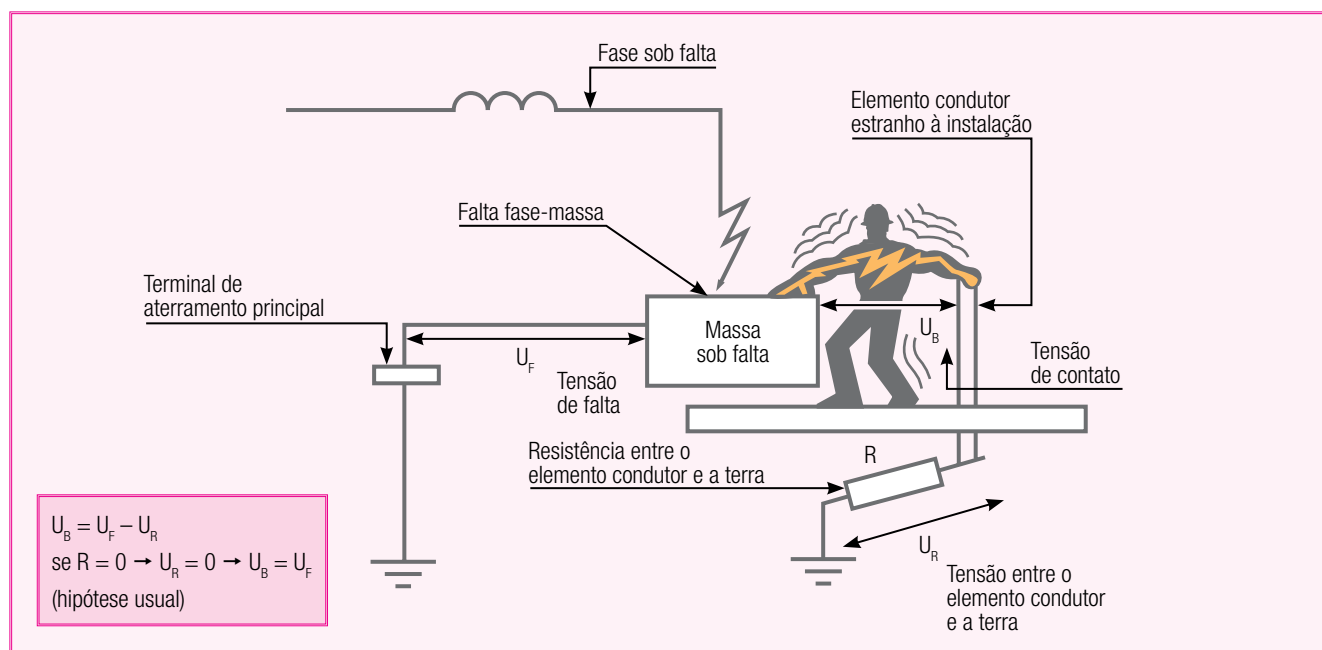 Fase sob falta
Elemento condutor
estranho à instalação
Falta fase-massa
Terminal de
aterramento principal
Massa
sob falta
U_B
U_F
Tensão
de falta
Tensão
de contato
Resistência entre o
elemento condutor e a terra
R
U_R
Tensão entre o
elemento condutor
e a terra
U_B = U_F – U_R
se R = 0 → U_R = 0 → U_B = U_F
(hipótese usual)